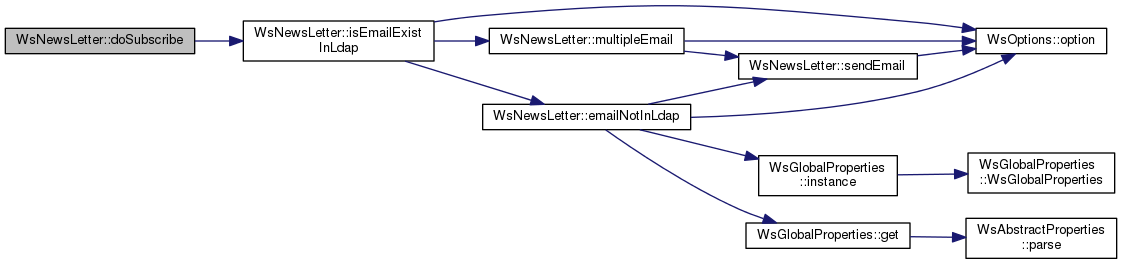 WsNewsLetter::doSubscribe
WsNewsLetter::isEmailExist
InLdap
WsNewsLetter::multipleEmail
WsOptions::option
WsNewsLetter::sendEmail
WsNewsLetter::emailNotInLdap
WsGlobalProperties
::instance
WsGlobalProperties
::WsGlobalProperties
WsGlobalProperties::get
WsAbstractProperties
::parse